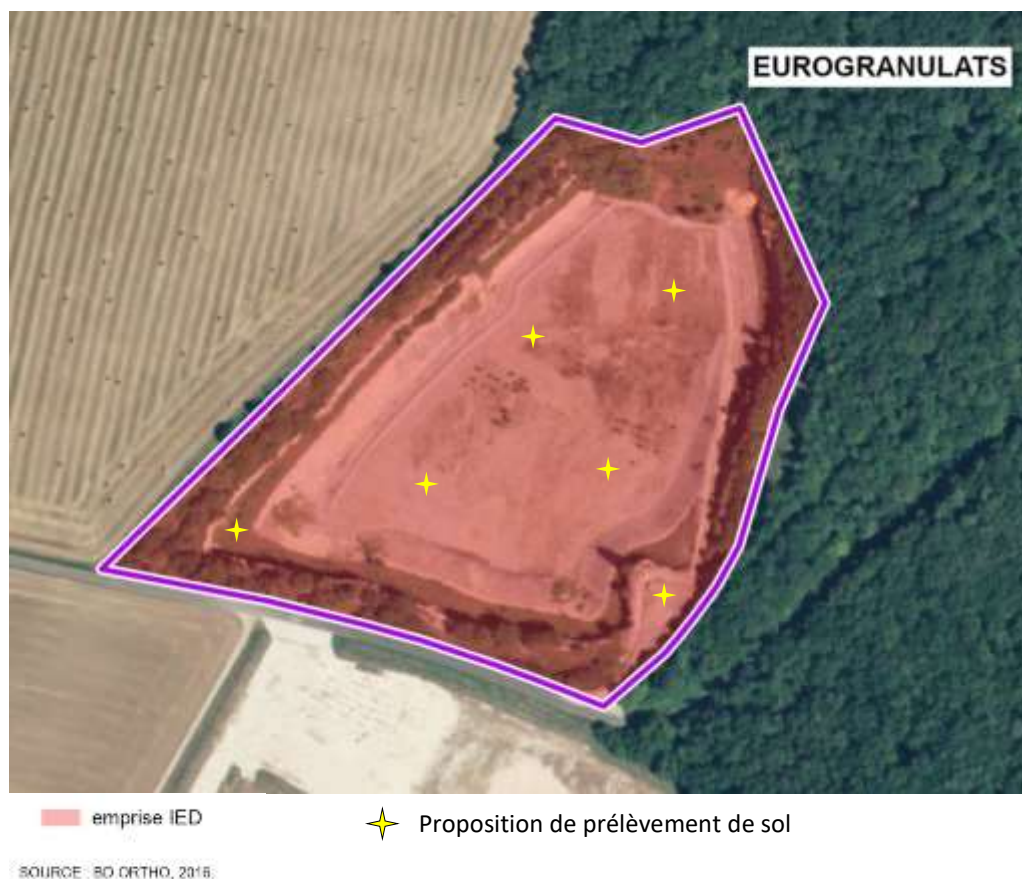 EUROGRANULATS
emprise IED
Proposition de prélèvement de sol
SOURCE : BD ORTHO, 2016.